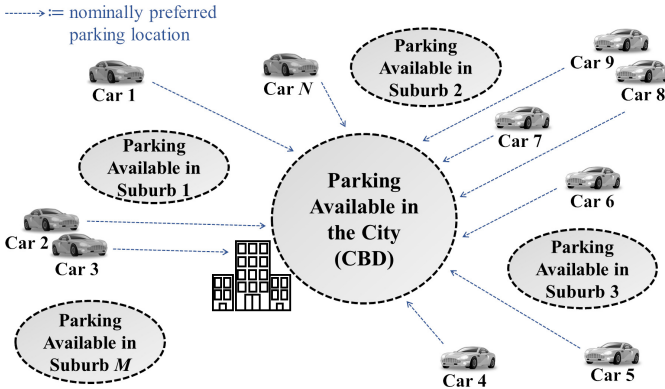 := nominally preferred
parking location
Car 1
Car N
Parking
Available in
Suburb 2
Car 9
Car 8
Car 7
Parking
Available in
Suburb 1
Parking
Available in
the City
(CBD)
Car 6
Car 2
Car 3
Parking
Available in
Suburb 3
Parking
Available in
Suburb M
Car 4
Car 5